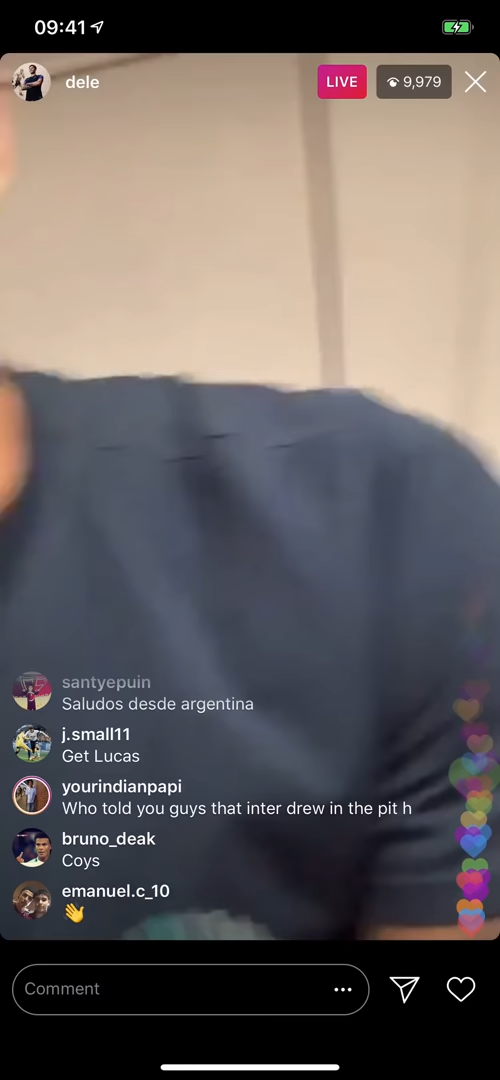 09:41
dele
LIVE
9,979
santyepuin
Saludos desde argentina
j.small11
Get Lucas
yourindianpapi
Who told you guys that inter drew in the pit h
bruno_deak
Coys
emanuel.c_10
👋
Comment